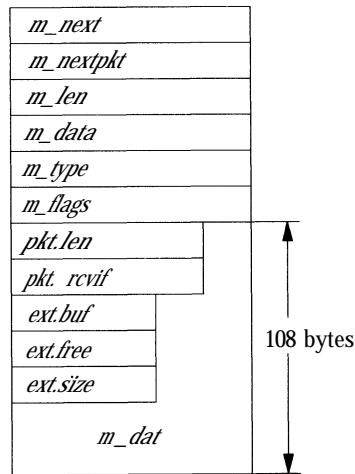 m_next
m_nextpkt
m_len
m_data
m_type
m_flags
pkt.len
pkt. rcvif
ext.buf
ext.free
ext.size
108 bytes
m_dat